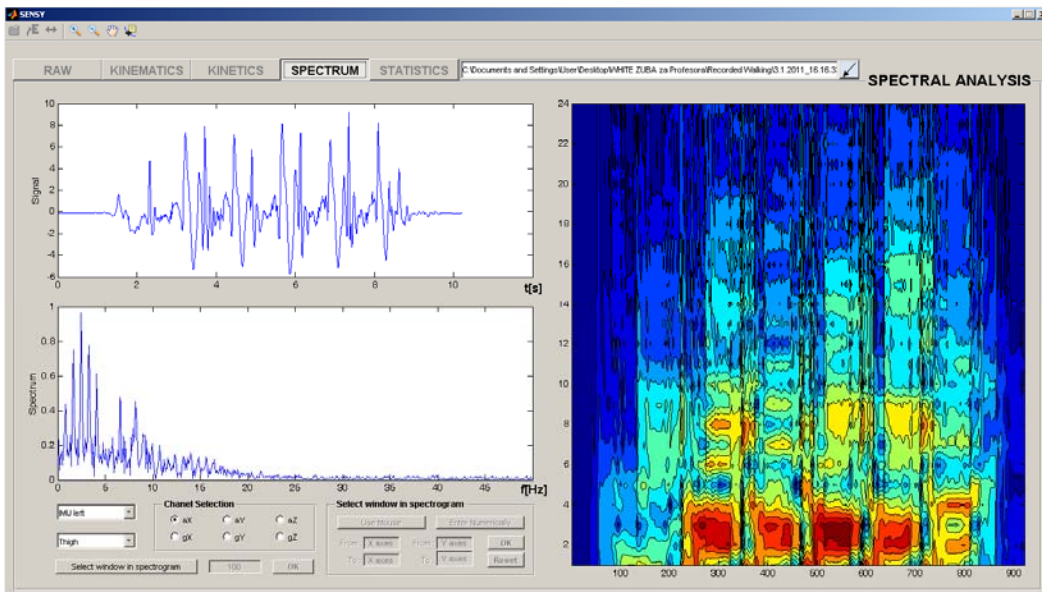 SENSY
RAW KINEMATICS KINETICS SPECTRUM STATISTICS C:\Documents and Settings\User\Desktop\WHITE ZUBA za Profesora\Recorded Walking\3.1.2011_16.16.33
SPECTRAL ANALYSIS
10
8
6
4
2
0
-2
-4
-6
Signal
0 2 4 6 8 10 t[s]
1
0.8
0.6
0.4
0.2
0
Spectrum
0 5 10 15 20 25 30 35 40 45 f[Hz]
24
22
20
18
16
14
12
10
8
6
4
2
100 200 300 400 500 600 700 800 900
IMU left
Thigh
Chanel Selection
aX aY aZ
gX gY gZ
Select window in spectrogram 100 OK
Select window in spectrogram
Use Mouse Enter Numerically
From: X axes From: Y axes OK
To: X axes To: Y axes Reset